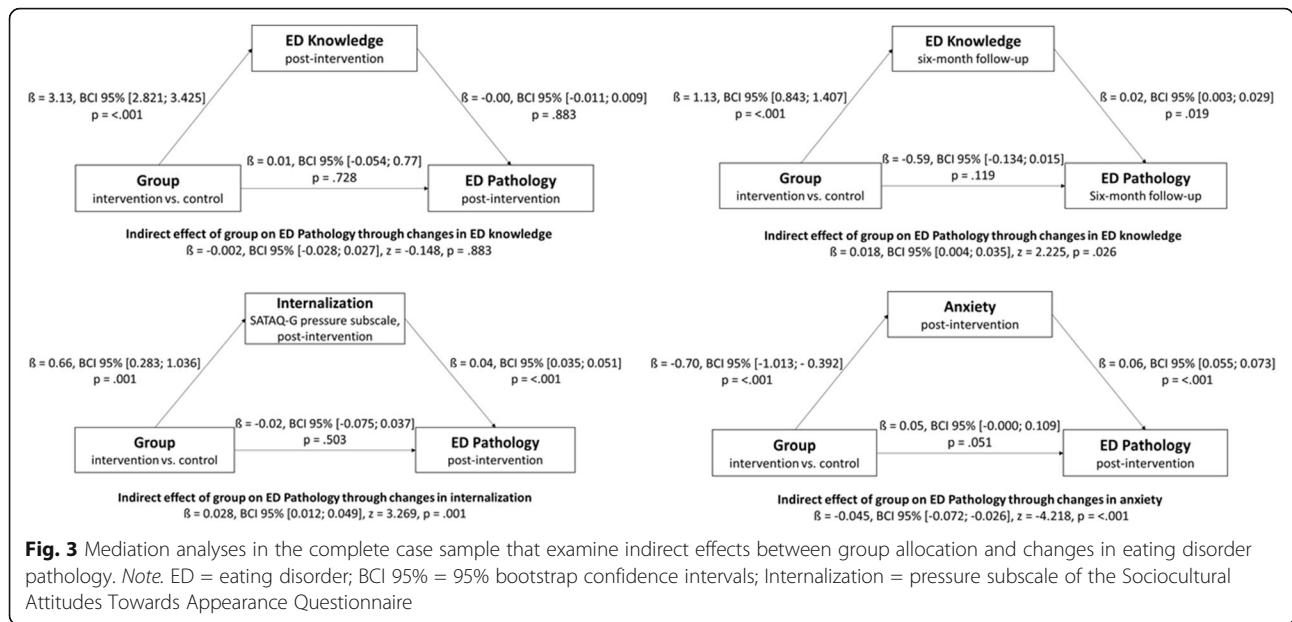 ED Knowledge
post-intervention
ß = 3.13, BCI 95% [2.821; 3.425]
p = <.001
ß = -0.00, BCI 95% [-0.011; 0.009]
p = .883
ß = 0.01, BCI 95% [-0.054; 0.77]
p = .728
Group
intervention vs. control
ED Pathology
post-intervention
Indirect effect of group on ED Pathology through changes in ED knowledge
ß = -0.002, BCI 95% [-0.028; 0.027], z = -0.148, p = .883
ED Knowledge
six-month follow-up
ß = 1.13, BCI 95% [0.843; 1.407]
p = <.001
ß = 0.02, BCI 95% [0.003; 0.029]
p = .019
ß = -0.59, BCI 95% [-0.134; 0.015]
p = .119
Group
intervention vs. control
ED Pathology
Six-month follow-up
Indirect effect of group on ED Pathology through changes in ED knowledge
ß = 0.018, BCI 95% [0.004; 0.035], z = 2.225, p = .026
Internalization
SATAQ-G pressure subscale,
post-intervention
ß = 0.66, BCI 95% [0.283; 1.036]
p = .001
ß = 0.04, BCI 95% [0.035; 0.051]
p = <.001
ß = -0.02, BCI 95% [-0.075; 0.037]
p = .503
Group
intervention vs. control
ED Pathology
post-intervention
Indirect effect of group on ED Pathology through changes in internalization
ß = 0.028, BCI 95% [0.012; 0.049], z = 3.269, p = .001
Anxiety
post-intervention
ß = -0.70, BCI 95% [-1.013; - 0.392]
p = <.001
ß = 0.06, BCI 95% [0.055; 0.073]
p = <.001
ß = 0.05, BCI 95% [-0.000; 0.109]
p = .051
Group
intervention vs. control
ED Pathology
post-intervention
Indirect effect of group on ED Pathology through changes in anxiety
ß = -0.045, BCI 95% [-0.072; -0.026], z = -4.218, p = <.001
Fig. 3 Mediation analyses in the complete case sample that examine indirect effects between group allocation and changes in eating disorder
pathology. Note. ED = eating disorder; BCI 95% = 95% bootstrap confidence intervals; Internalization = pressure subscale of the Sociocultural
Attitudes Towards Appearance Questionnaire